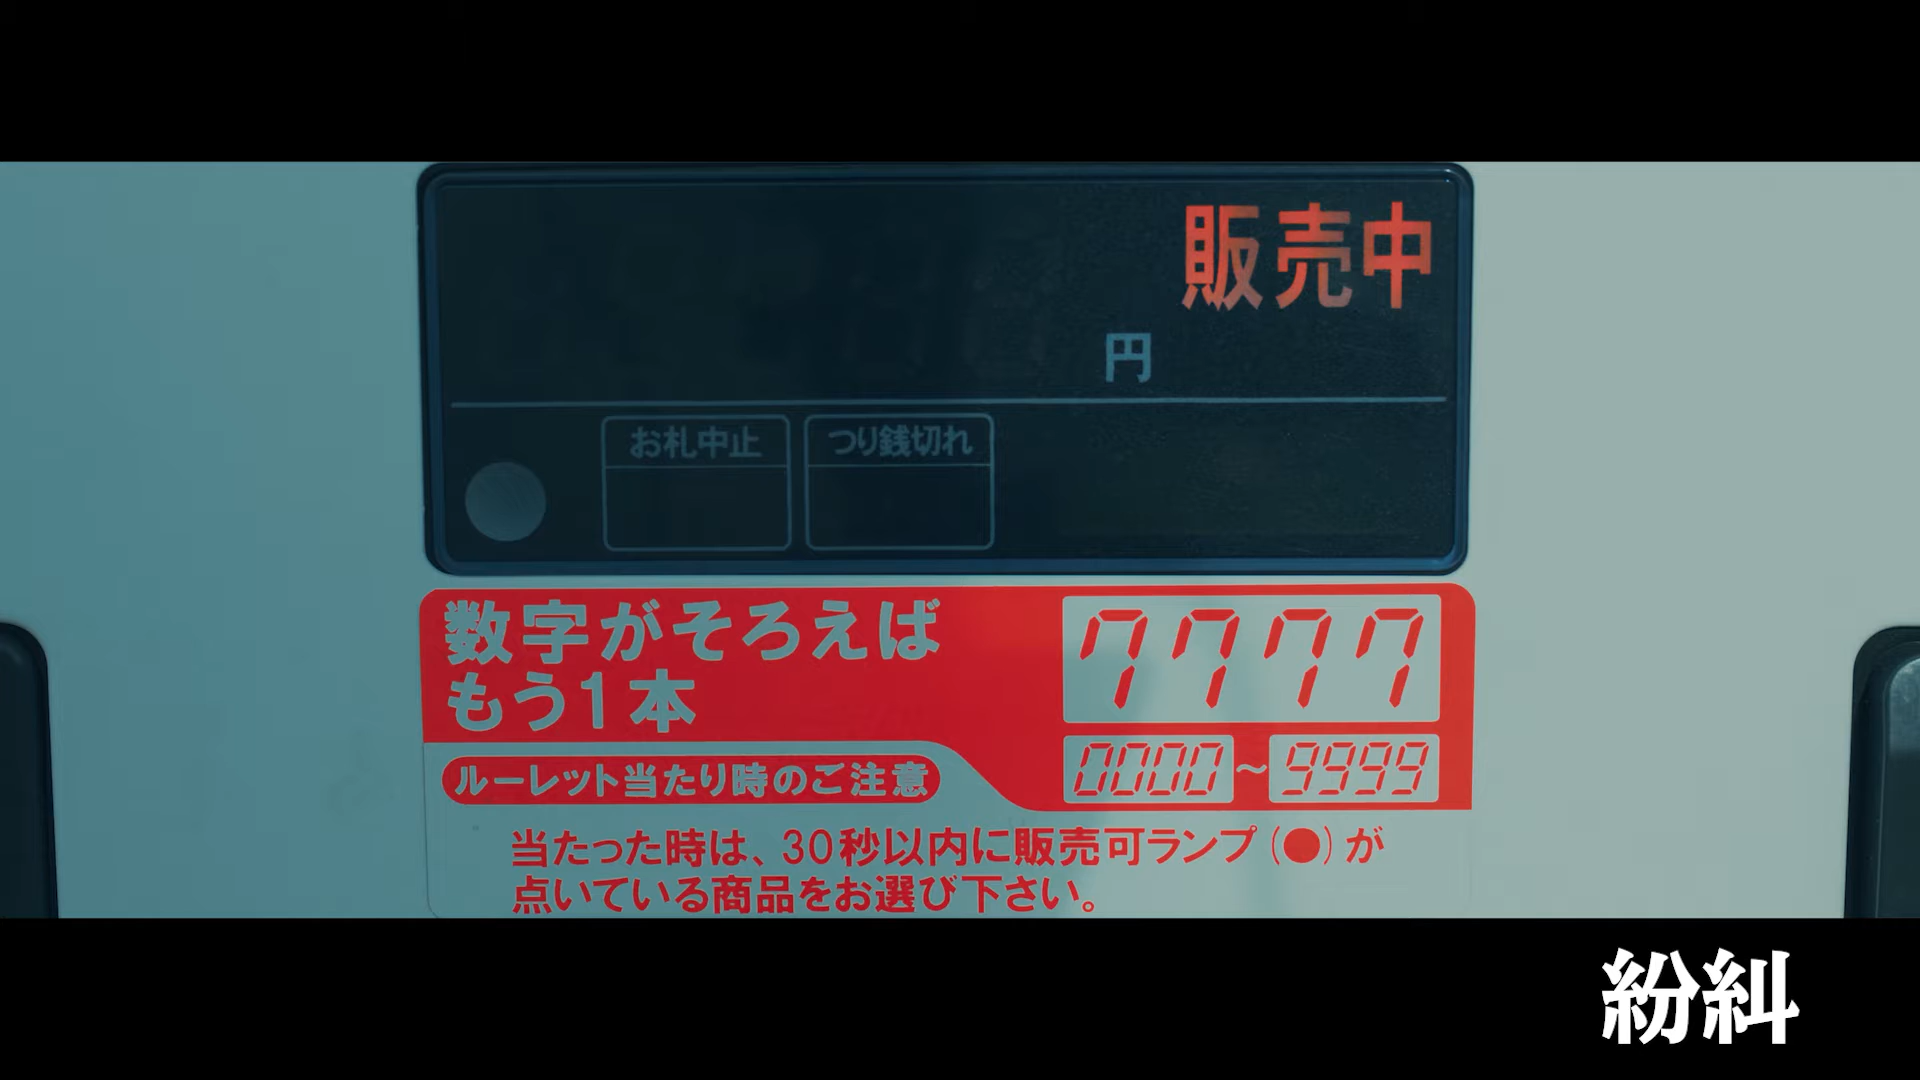 販売中
円
お札中止
つり銭切れ
数字がそろえば
もう1本
7777
0000～9999
ルーレット当たり時のご注意
当たった時は、30秒以内に販売可ランプ(●)が
点いている商品をお選び下さい。
紛糾